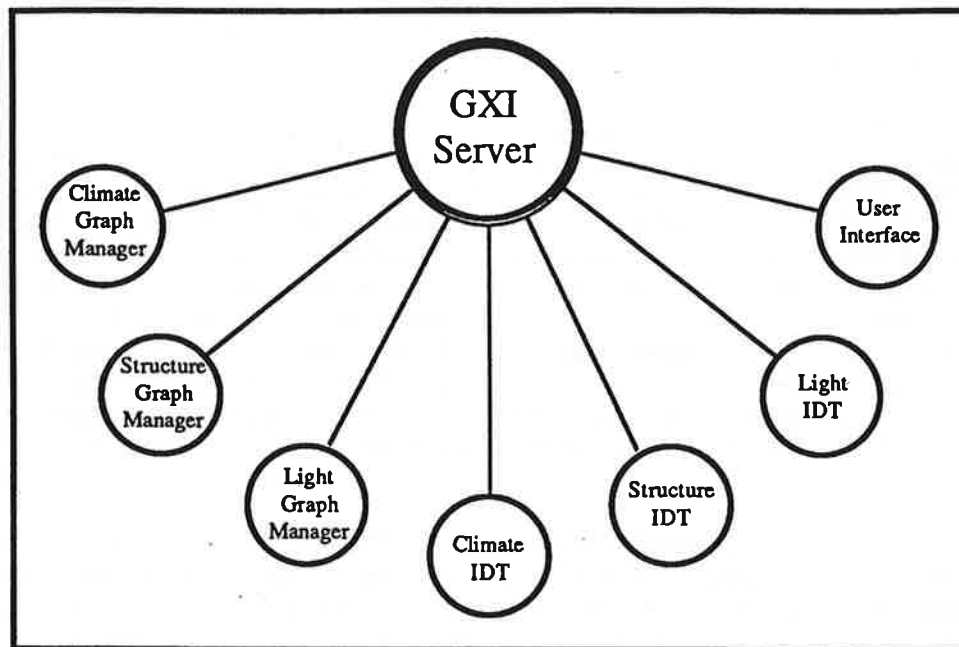 GXI
Server
Climate
Graph
Manager
User
Interface
Structure
Graph
Manager
Light
IDT
Light
Graph
Manager
Structure
IDT
Climate
IDT